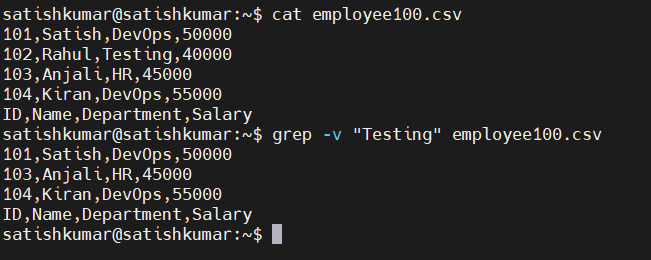 satishkumar@satishkumar:~$ cat employee100.csv
101,Satish,DevOps,50000
102,Rahul,Testing,40000
103,Anjali,HR,45000
104,Kiran,DevOps,55000
ID,Name,Department,Salary
satishkumar@satishkumar:~$ grep -v "Testing" employee100.csv
101,Satish,DevOps,50000
103,Anjali,HR,45000
104,Kiran,DevOps,55000
ID,Name,Department,Salary
satishkumar@satishkumar:~$